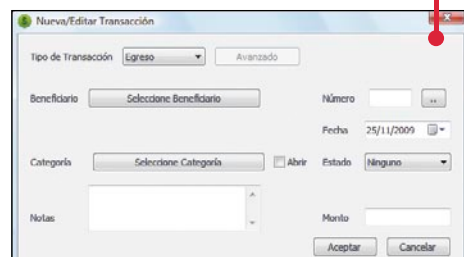 Nueva/Editar Transacción
Tipo de Transacción Egreso Avanzado
Beneficiario Seleccione Beneficiario Número ..
Fecha 25/11/2009
Categoría Seleccione Categoría Abrir Estado Ninguno
Notas Monto
Aceptar Cancelar